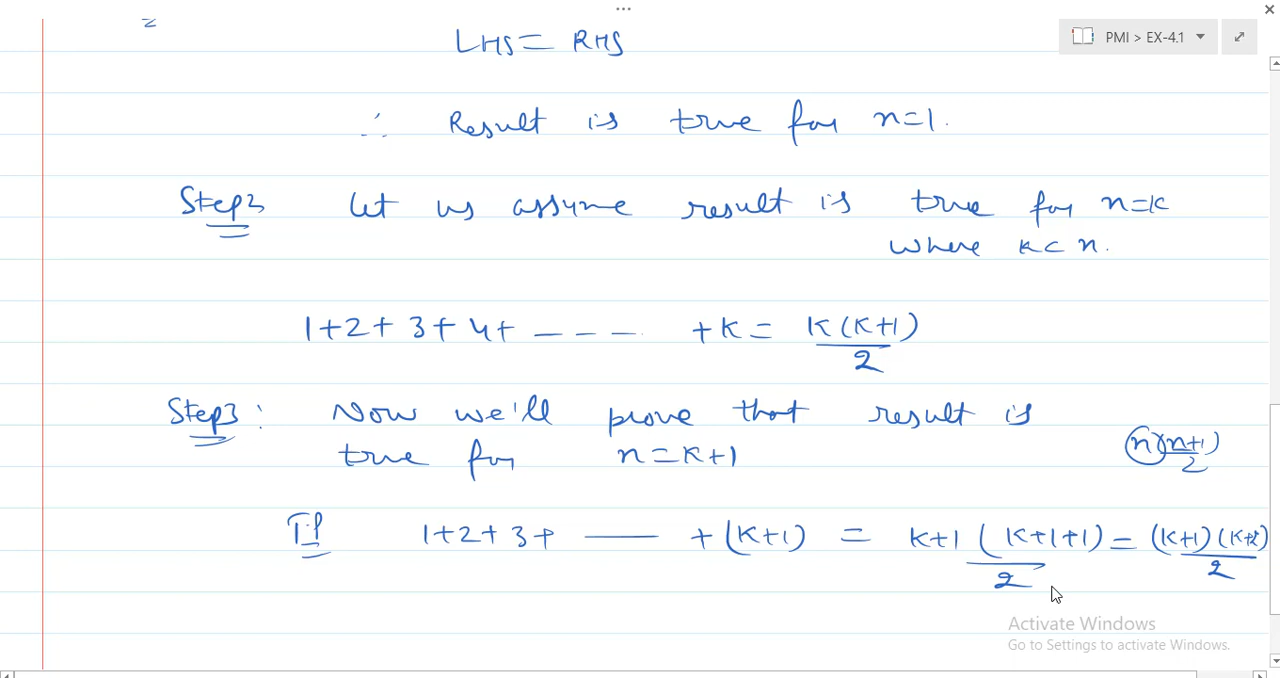 PMI > EX-4.1
2
LHS = RHS
∴ Result is true for n=1.
Step2 Let us assume result is true for n=k
where k< n.
1+2+3+4+ – – – . +k = k(k+1)/2
Step3: Now we'll prove that result is
true for n=k+1
(n)(n+1)/2
TP 1+2+3+ —— +(k+1) = k+1(k+1+1)/2 = (k+1)(k+2)/2
Activate Windows
Go to Settings to activate Windows.